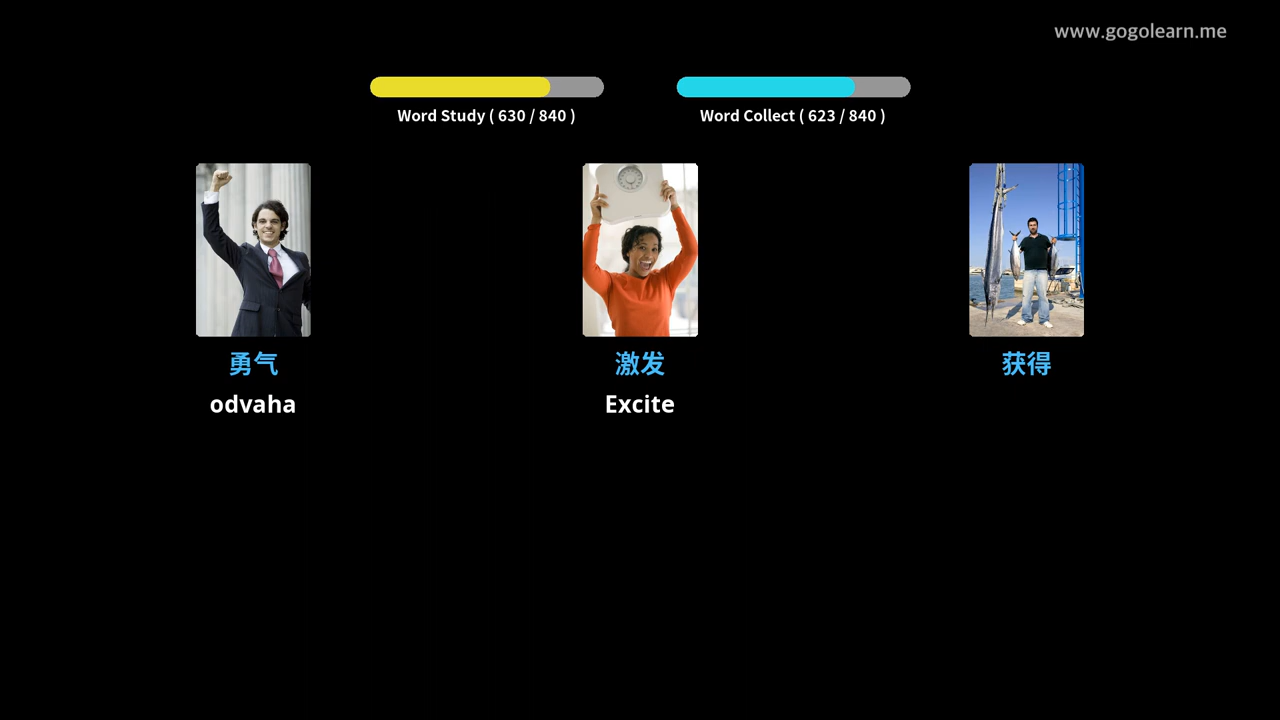 www.gogolearn.me
Word Study ( 630 / 840 )
Word Collect ( 623 / 840 )
勇气
激发
获得
odvaha
Excite